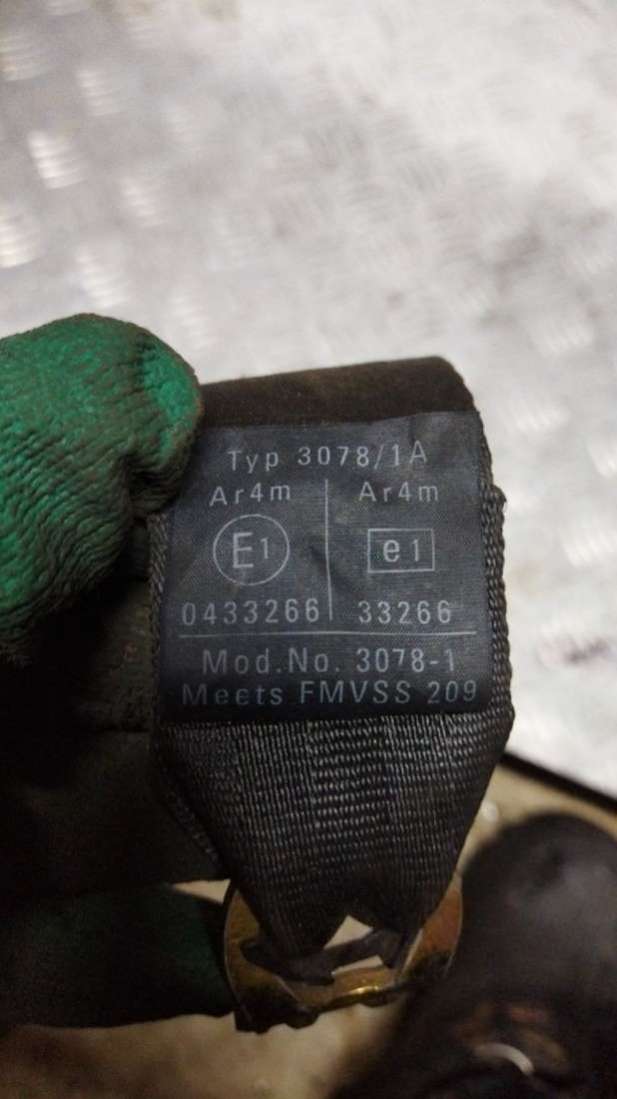 Typ 3078/1A
Ar4m Ar4m
E1 e1
0433266 33266
Mod.No. 3078-1
Meets FMVSS 209